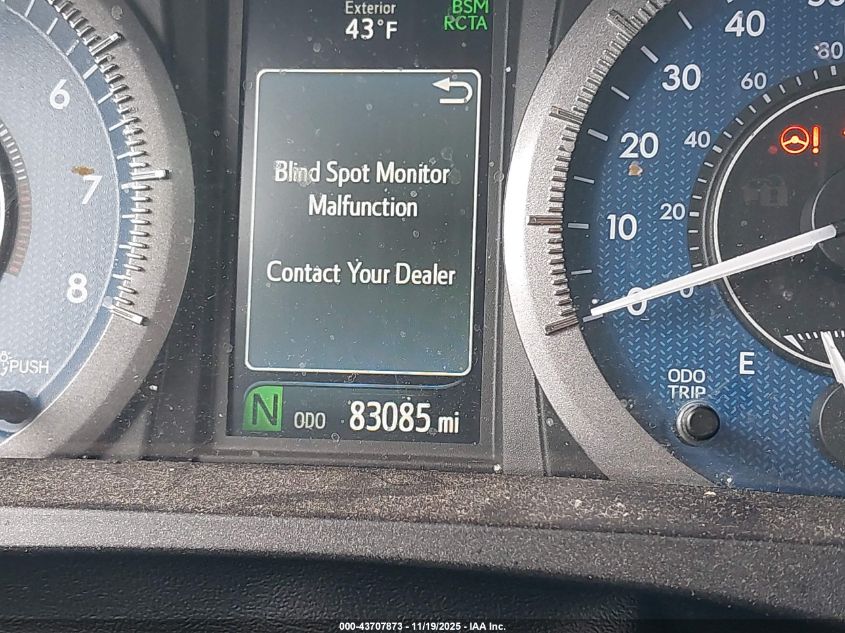 Exterior
43°F
BSM
RCTA
Blind Spot Monitor
Malfunction
Contact Your Dealer
N ODO 83085 mi
6
7
8
PUSH
40
30
20
10
0
80
60
40
20
0
!
E
ODO
TRIP
000-43707873 - 11/19/2025 - IAA Inc.